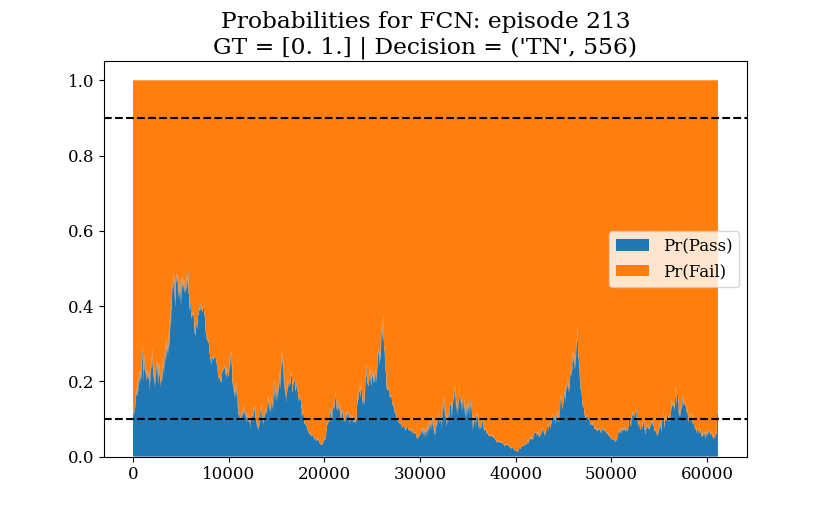 Probabilities for FCN: episode 213
GT = [0. 1.] | Decision = ('TN', 556)
1.0
0.8
0.6
0.4
0.2
0.0
Pr(Pass)
Pr(Fail)
0 10000 20000 30000 40000 50000 60000